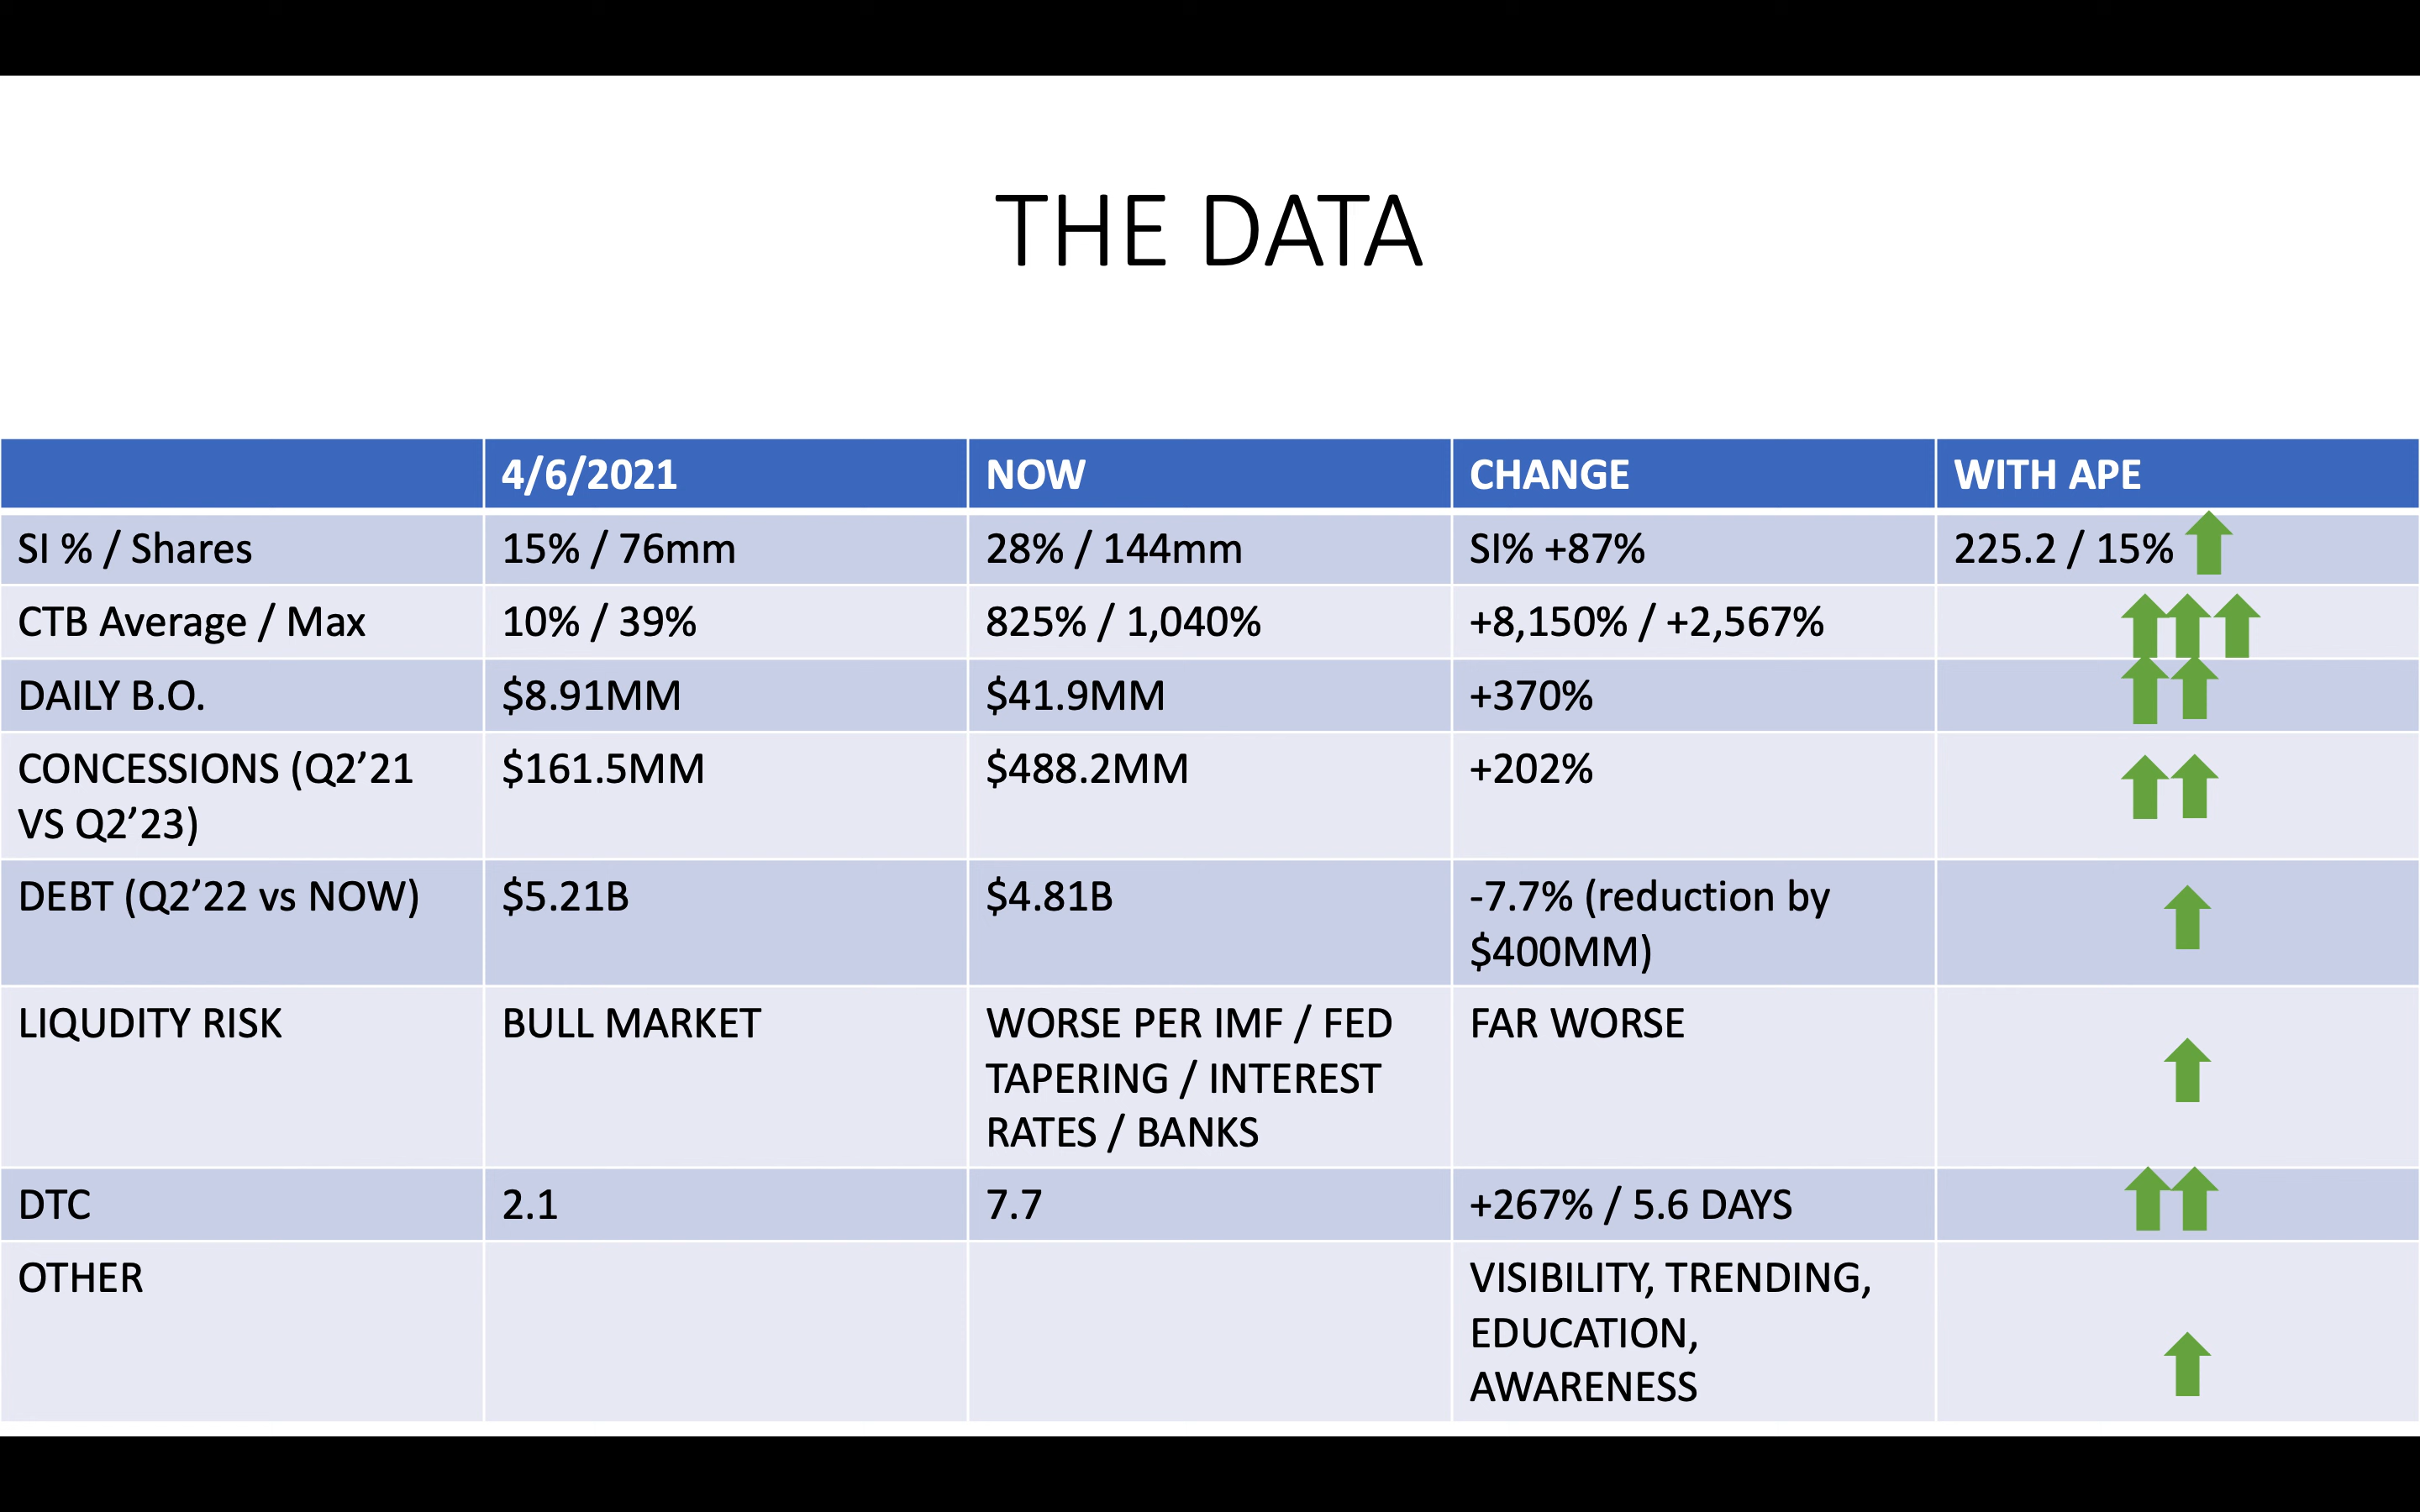 THE DATA
4/6/2021 NOW CHANGE WITH APE
SI % / Shares 15% / 76mm 28% / 144mm SI% +87% 225.2 / 15%
CTB Average / Max 10% / 39% 825% / 1,040% +8,150% / +2,567%
DAILY B.O. $8.91MM $41.9MM +370%
CONCESSIONS (Q2’21 $161.5MM $488.2MM +202%
VS Q2’23)
DEBT (Q2’22 vs NOW) $5.21B $4.81B -7.7% (reduction by
$400MM)
LIQUDITY RISK BULL MARKET WORSE PER IMF / FED FAR WORSE
TAPERING / INTEREST
RATES / BANKS
DTC 2.1 7.7 +267% / 5.6 DAYS
OTHER VISIBILITY, TRENDING,
EDUCATION,
AWARENESS